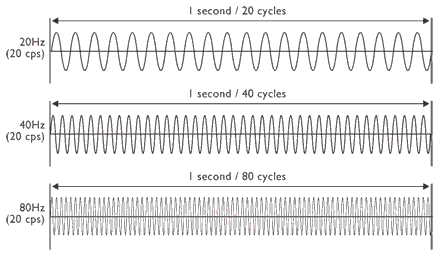 1 second / 20 cycles
20Hz
(20 cps)
1 second / 40 cycles
40Hz
(20 cps)
1 second / 80 cycles
80Hz
(20 cps)